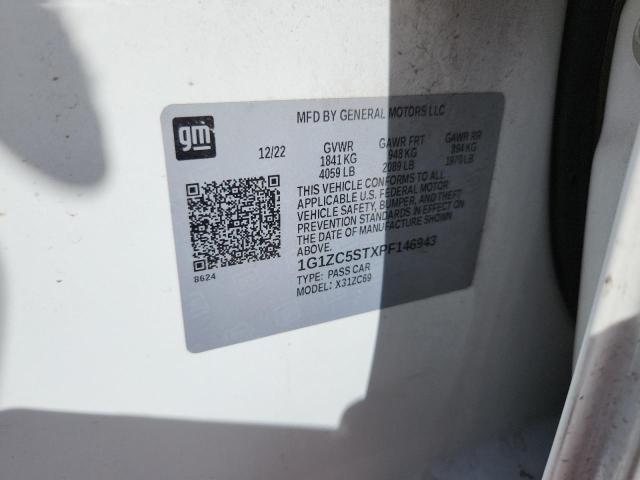 MFD BY GENERAL MOTORS LLC
gm
12/22
GVWR GAWR FRT GAWR RR
1841 KG 948 KG 894 KG
4059 LB 2089 LB 1970 LB
THIS VEHICLE CONFORMS TO ALL
APPLICABLE U.S. FEDERAL MOTOR
VEHICLE SAFETY, BUMPER, AND THEFT
PREVENTION STANDARDS IN EFFECT ON
THE DATE OF MANUFACTURE SHOWN
ABOVE.
1G1ZC5STXPF146943
TYPE: PASS CAR
MODEL: X31ZC69
8624